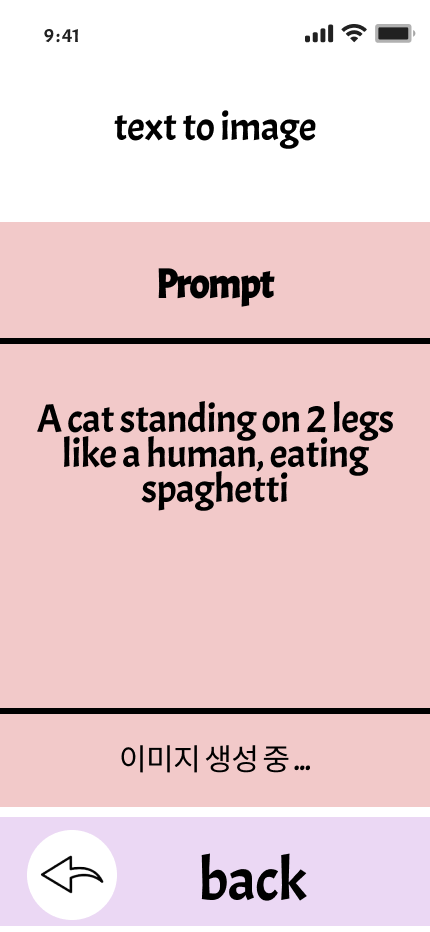 9:41
text to image
Prompt
A cat standing on 2 legs
like a human, eating
spaghetti
이미지 생성 중...
back